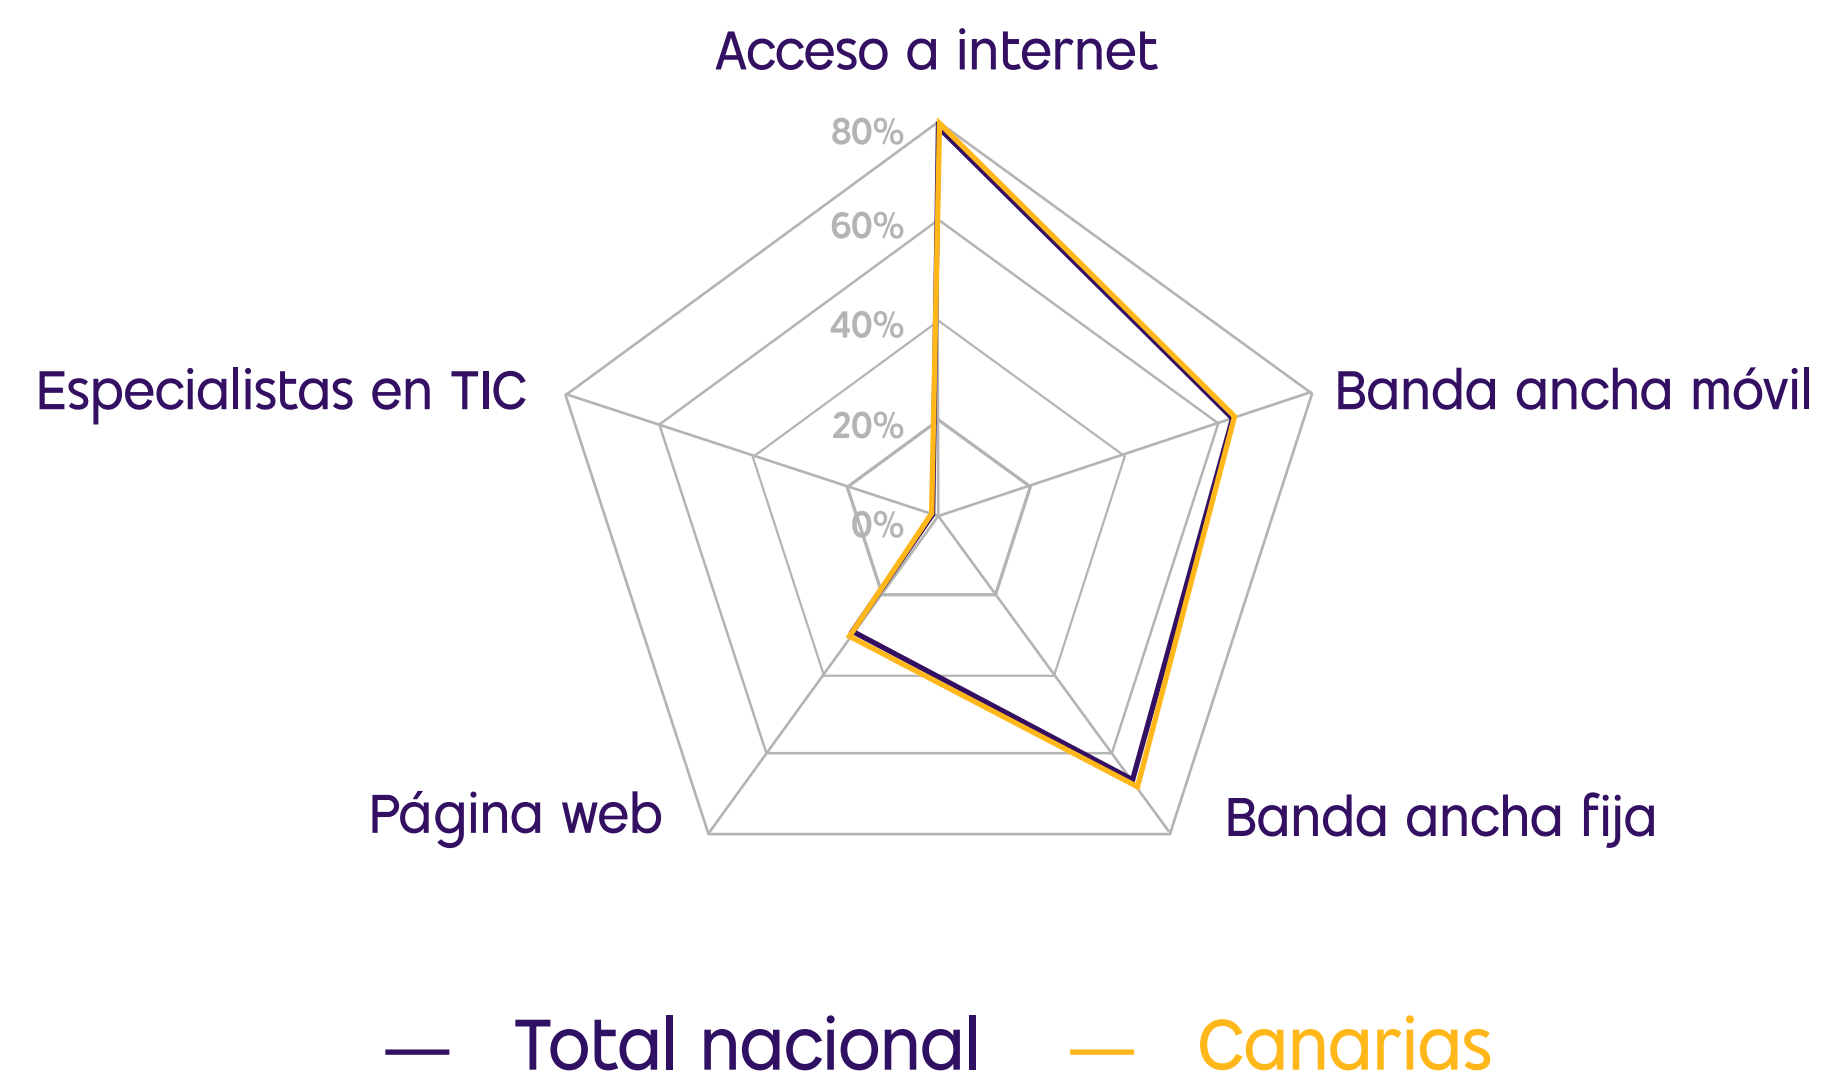 Acceso a internet
80%
60%
40%
20%
0%
Especialistas en TIC
Banda ancha móvil
Página web
Banda ancha fija
Total nacional
Canarias